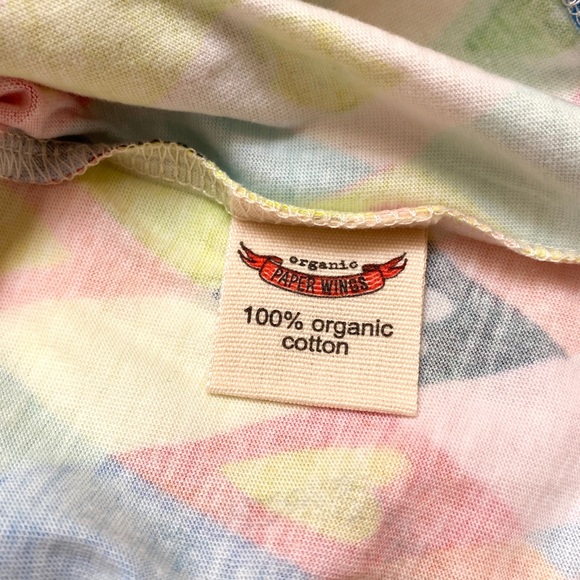 organic
PAPER WINGS
100% organic
cotton